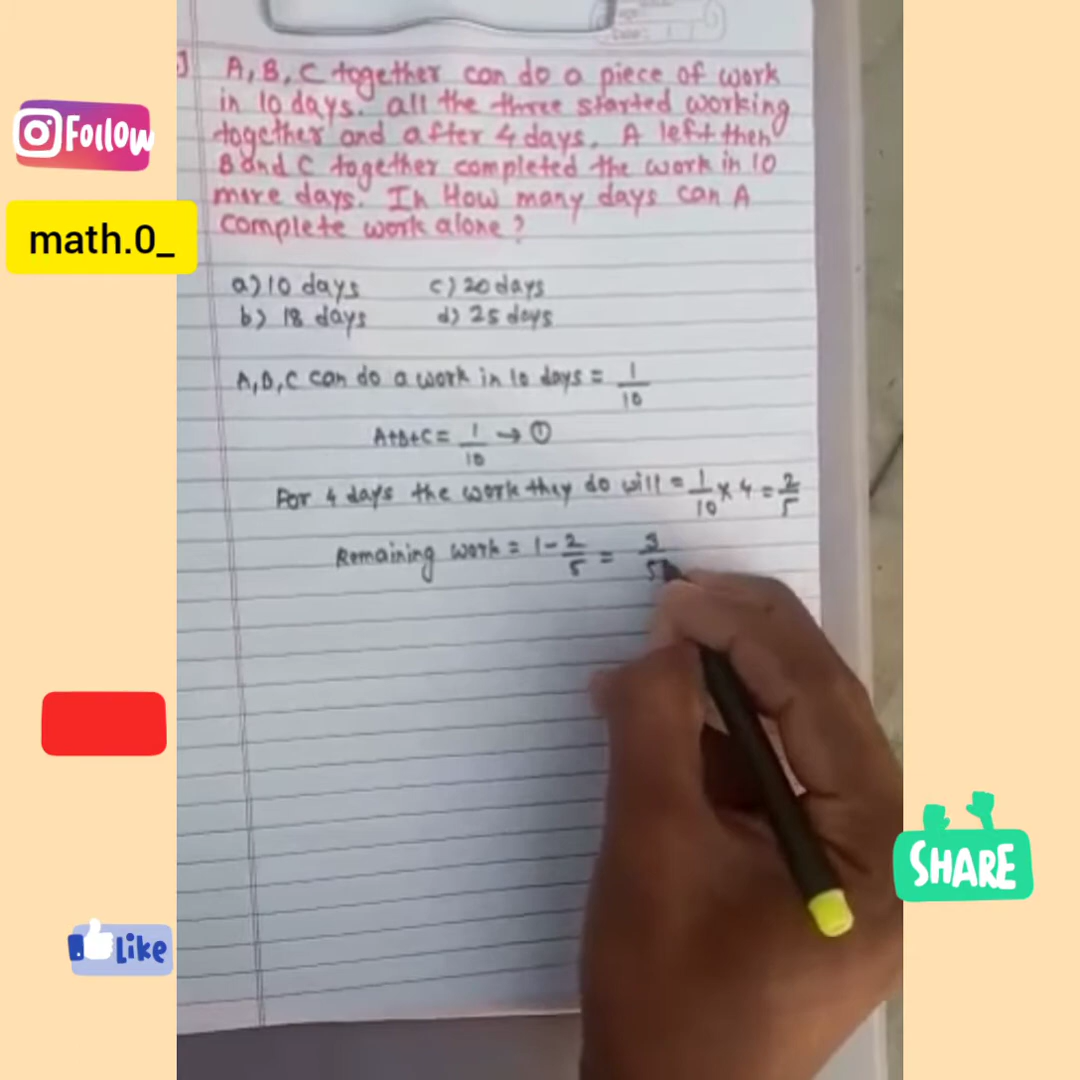 A, B, C together can do a piece of work
in 10 days. all the three started working
together and after 4 days. A left then
B and C together completed the work in 10
more days. In How many days can A
complete work alone?
a) 10 days c) 20 days
b) 18 days d) 25 days
A, B, C can do a work in 10 days = 1/10
A+B+C = 1/10 → ①
For 4 days the work they do will = 1/10 × 4 = 2/5
Remaining work = 1 - 2/5 = 3/5
Follow
math.0_
Like
SHARE